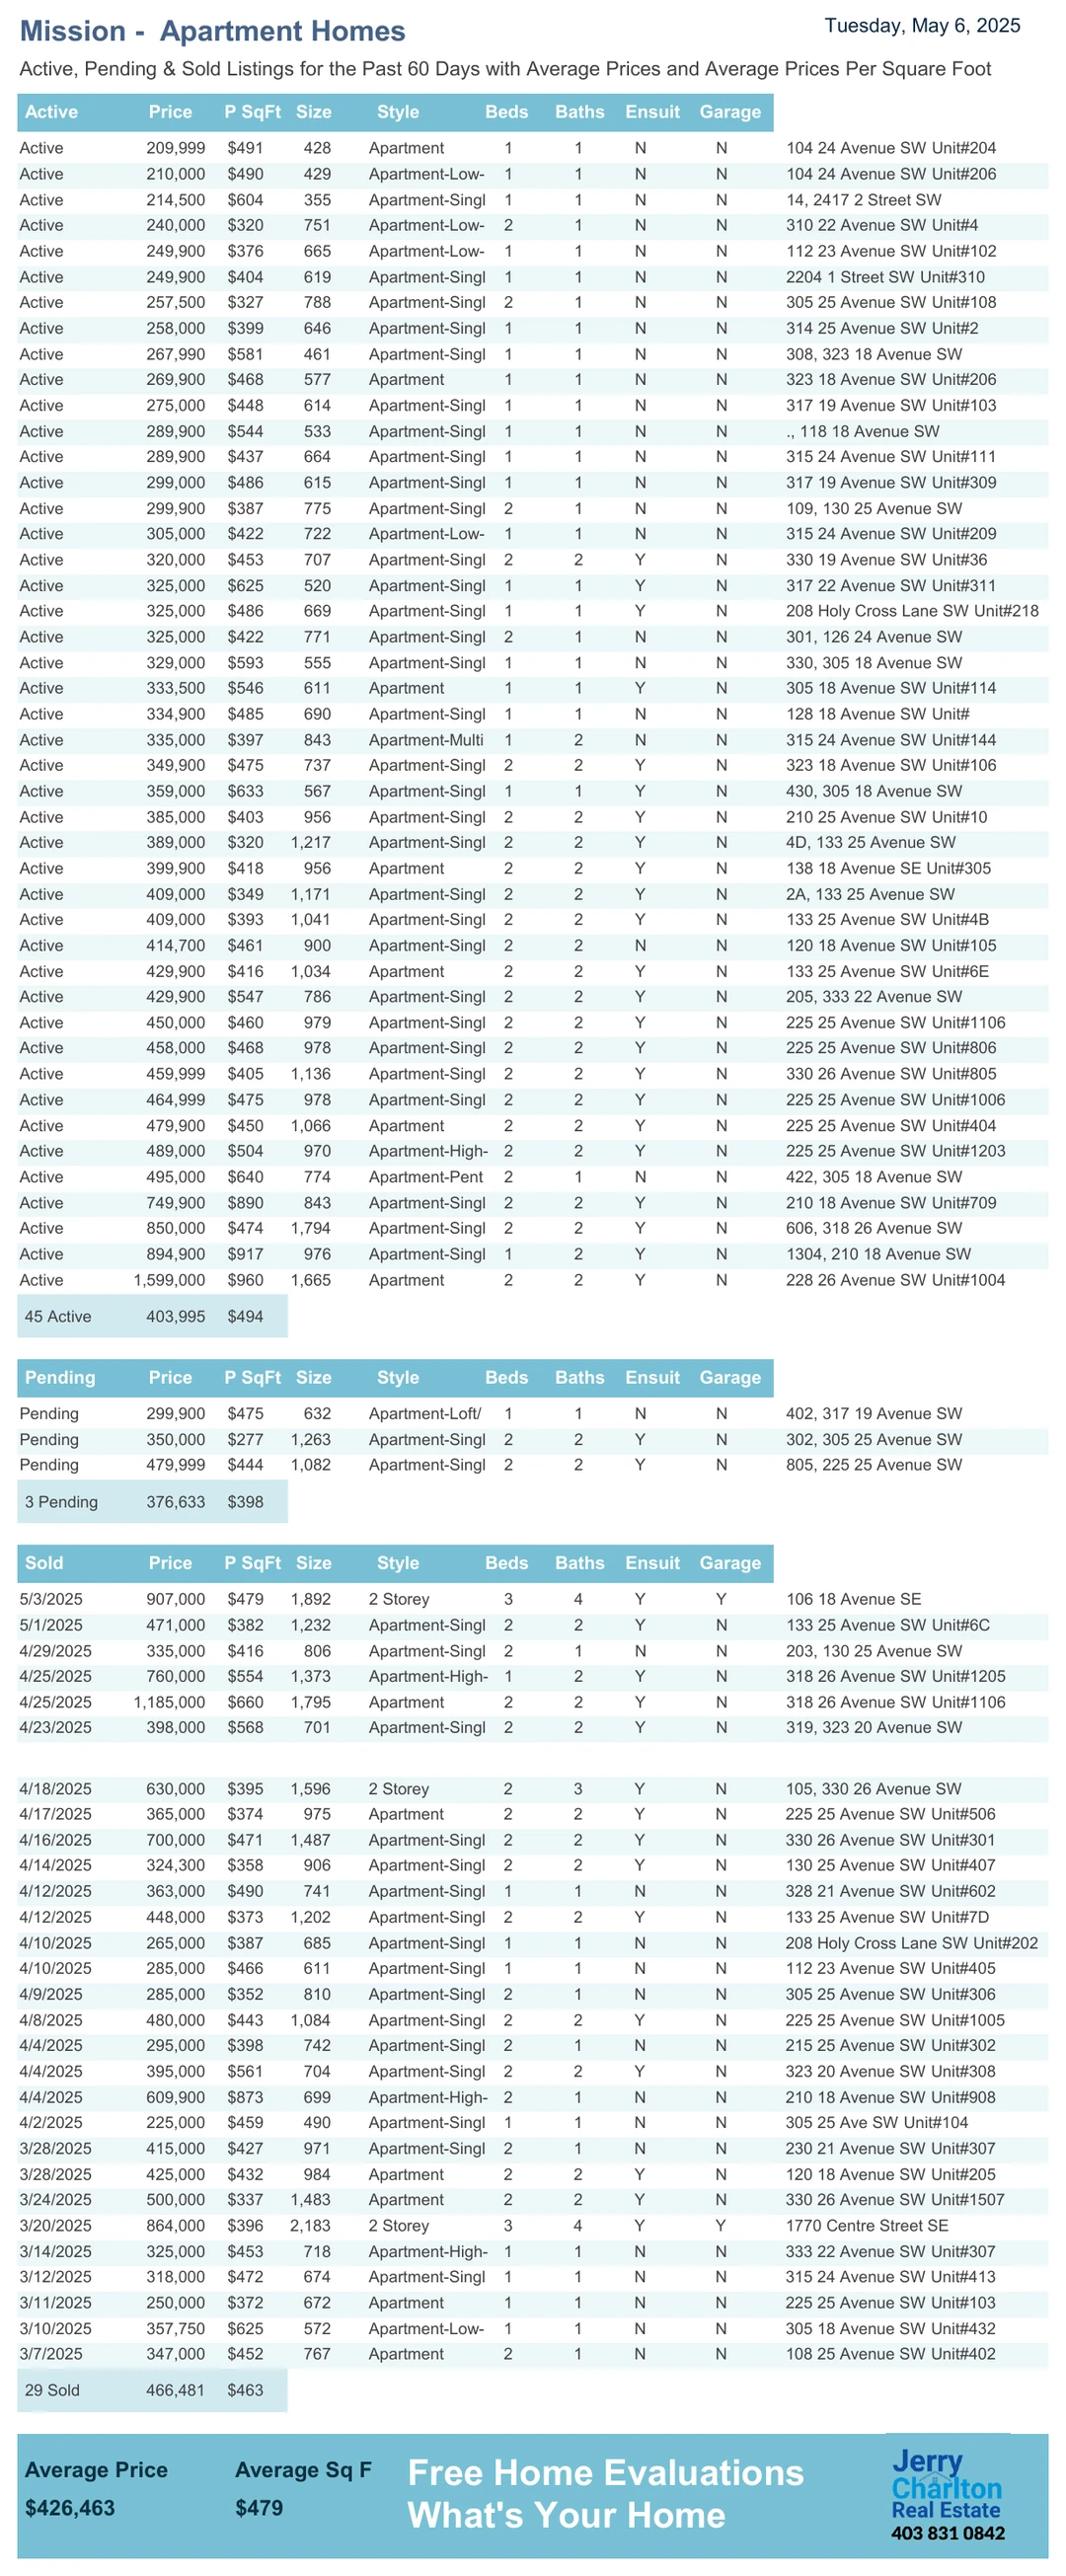 Mission - Apartment Homes
Tuesday, May 6, 2025
Active, Pending & Sold Listings for the Past 60 Days with Average Prices and Average Prices Per Square Foot
Active Price P SqFt Size Style Beds Baths Ensuit Garage
Active 209,999 $491 428 Apartment 1 1 N N 104 24 Avenue SW Unit#204
Active 210,000 $490 429 Apartment-Low- 1 1 N N 104 24 Avenue SW Unit#206
Active 214,500 $604 355 Apartment-Singl 1 1 N N 14, 2417 2 Street SW
Active 240,000 $320 751 Apartment-Low- 2 1 N N 310 22 Avenue SW Unit#4
Active 249,900 $376 665 Apartment-Low- 1 1 N N 112 23 Avenue SW Unit#102
Active 249,900 $404 619 Apartment-Singl 1 1 N N 2204 1 Street SW Unit#310
Active 257,500 $327 788 Apartment-Singl 2 1 N N 305 25 Avenue SW Unit#108
Active 258,000 $399 646 Apartment-Singl 1 1 N N 314 25 Avenue SW Unit#2
Active 267,990 $581 461 Apartment-Singl 1 1 N N 308, 323 18 Avenue SW
Active 269,900 $468 577 Apartment 1 1 N N 323 18 Avenue SW Unit#206
Active 275,000 $448 614 Apartment-Singl 1 1 N N 317 19 Avenue SW Unit#103
Active 289,900 $544 533 Apartment-Singl 1 1 N N ., 118 18 Avenue SW
Active 289,900 $437 664 Apartment-Singl 1 1 N N 315 24 Avenue SW Unit#111
Active 299,000 $486 615 Apartment-Singl 1 1 N N 317 19 Avenue SW Unit#309
Active 299,900 $387 775 Apartment-Singl 2 1 N N 109, 130 25 Avenue SW
Active 305,000 $422 722 Apartment-Low- 1 1 N N 315 24 Avenue SW Unit#209
Active 320,000 $453 707 Apartment-Singl 2 2 Y N 330 19 Avenue SW Unit#36
Active 325,000 $625 520 Apartment-Singl 1 1 Y N 317 22 Avenue SW Unit#311
Active 325,000 $486 669 Apartment-Singl 1 1 Y N 208 Holy Cross Lane SW Unit#218
Active 325,000 $422 771 Apartment-Singl 2 1 N N 301, 126 24 Avenue SW
Active 329,000 $593 555 Apartment-Singl 1 1 N N 330, 305 18 Avenue SW
Active 333,500 $546 611 Apartment 1 1 Y N 305 18 Avenue SW Unit#114
Active 334,900 $485 690 Apartment-Singl 1 1 N N 128 18 Avenue SW Unit#
Active 335,000 $397 843 Apartment-Multi 1 2 N N 315 24 Avenue SW Unit#144
Active 349,900 $475 737 Apartment-Singl 2 2 Y N 323 18 Avenue SW Unit#106
Active 359,000 $633 567 Apartment-Singl 1 1 Y N 430, 305 18 Avenue SW
Active 385,000 $403 956 Apartment-Singl 2 2 Y N 210 25 Avenue SW Unit#10
Active 389,000 $320 1,217 Apartment-Singl 2 2 Y N 4D, 133 25 Avenue SW
Active 399,900 $418 956 Apartment 2 2 Y N 138 18 Avenue SE Unit#305
Active 409,000 $349 1,171 Apartment-Singl 2 2 Y N 2A, 133 25 Avenue SW
Active 409,000 $393 1,041 Apartment-Singl 2 2 Y N 133 25 Avenue SW Unit#4B
Active 414,700 $461 900 Apartment-Singl 2 2 N N 120 18 Avenue SW Unit#105
Active 429,900 $416 1,034 Apartment 2 2 Y N 133 25 Avenue SW Unit#6E
Active 429,900 $547 786 Apartment-Singl 2 2 Y N 205, 333 22 Avenue SW
Active 450,000 $460 979 Apartment-Singl 2 2 Y N 225 25 Avenue SW Unit#1106
Active 458,000 $468 978 Apartment-Singl 2 2 Y N 225 25 Avenue SW Unit#806
Active 459,999 $405 1,136 Apartment-Singl 2 2 Y N 330 26 Avenue SW Unit#805
Active 464,999 $475 978 Apartment-Singl 2 2 Y N 225 25 Avenue SW Unit#1006
Active 479,900 $450 1,066 Apartment 2 2 Y N 225 25 Avenue SW Unit#404
Active 489,000 $504 970 Apartment-High- 2 2 Y N 225 25 Avenue SW Unit#1203
Active 495,000 $640 774 Apartment-Pent 2 1 N N 422, 305 18 Avenue SW
Active 749,900 $890 843 Apartment-Singl 2 2 Y N 210 18 Avenue SW Unit#709
Active 850,000 $474 1,794 Apartment-Singl 2 2 Y N 606, 318 26 Avenue SW
Active 894,900 $917 976 Apartment-Singl 1 2 Y N 1304, 210 18 Avenue SW
Active 1,599,000 $960 1,665 Apartment 2 2 Y N 228 26 Avenue SW Unit#1004
45 Active 403,995 $494
Pending Price P SqFt Size Style Beds Baths Ensuit Garage
Pending 299,900 $475 632 Apartment-Loft/ 1 1 N N 402, 317 19 Avenue SW
Pending 350,000 $277 1,263 Apartment-Singl 2 2 Y N 302, 305 25 Avenue SW
Pending 479,999 $444 1,082 Apartment-Singl 2 2 Y N 805, 225 25 Avenue SW
3 Pending 376,633 $398
Sold Price P SqFt Size Style Beds Baths Ensuit Garage
5/3/2025 907,000 $479 1,892 2 Storey 3 4 Y Y 106 18 Avenue SE
5/1/2025 471,000 $382 1,232 Apartment-Singl 2 2 Y N 133 25 Avenue SW Unit#6C
4/29/2025 335,000 $416 806 Apartment-Singl 2 1 N N 203, 130 25 Avenue SW
4/25/2025 760,000 $554 1,373 Apartment-High- 1 2 Y N 318 26 Avenue SW Unit#1205
4/25/2025 1,185,000 $660 1,795 Apartment 2 2 Y N 318 26 Avenue SW Unit#1106
4/23/2025 398,000 $568 701 Apartment-Singl 2 2 Y N 319, 323 20 Avenue SW
4/18/2025 630,000 $395 1,596 2 Storey 2 3 Y N 105, 330 26 Avenue SW
4/17/2025 365,000 $374 975 Apartment 2 2 Y N 225 25 Avenue SW Unit#506
4/16/2025 700,000 $471 1,487 Apartment-Singl 2 2 Y N 330 26 Avenue SW Unit#301
4/14/2025 324,300 $358 906 Apartment-Singl 2 2 Y N 130 25 Avenue SW Unit#407
4/12/2025 363,000 $490 741 Apartment-Singl 1 1 N N 328 21 Avenue SW Unit#602
4/12/2025 448,000 $373 1,202 Apartment-Singl 2 2 Y N 133 25 Avenue SW Unit#7D
4/10/2025 265,000 $387 685 Apartment-Singl 1 1 N N 208 Holy Cross Lane SW Unit#202
4/10/2025 285,000 $466 611 Apartment-Singl 1 1 N N 112 23 Avenue SW Unit#405
4/9/2025 285,000 $352 810 Apartment-Singl 2 1 N N 305 25 Avenue SW Unit#306
4/8/2025 480,000 $443 1,084 Apartment-Singl 2 2 Y N 225 25 Avenue SW Unit#1005
4/4/2025 295,000 $398 742 Apartment-Singl 2 1 N N 215 25 Avenue SW Unit#302
4/4/2025 395,000 $561 704 Apartment-Singl 2 2 Y N 323 20 Avenue SW Unit#308
4/4/2025 609,900 $873 699 Apartment-High- 2 1 N N 210 18 Avenue SW Unit#908
4/2/2025 225,000 $459 490 Apartment-Singl 1 1 N N 305 25 Ave SW Unit#104
3/28/2025 415,000 $427 971 Apartment-Singl 2 1 N N 230 21 Avenue SW Unit#307
3/28/2025 425,000 $432 984 Apartment 2 2 Y N 120 18 Avenue SW Unit#205
3/24/2025 500,000 $337 1,483 Apartment 2 2 Y N 330 26 Avenue SW Unit#1507
3/20/2025 864,000 $396 2,183 2 Storey 3 4 Y Y 1770 Centre Street SE
3/14/2025 325,000 $453 718 Apartment-High- 1 1 N N 333 22 Avenue SW Unit#307
3/12/2025 318,000 $472 674 Apartment-Singl 1 1 N N 315 24 Avenue SW Unit#413
3/11/2025 250,000 $372 672 Apartment 1 1 N N 225 25 Avenue SW Unit#103
3/10/2025 357,750 $625 572 Apartment-Low- 1 1 N N 305 18 Avenue SW Unit#432
3/7/2025 347,000 $452 767 Apartment 2 1 N N 108 25 Avenue SW Unit#402
29 Sold 466,481 $463
Average Price Average Sq F
$426,463 $479
Free Home Evaluations
What's Your Home
Jerry
Charlton
Real Estate
403 831 0842